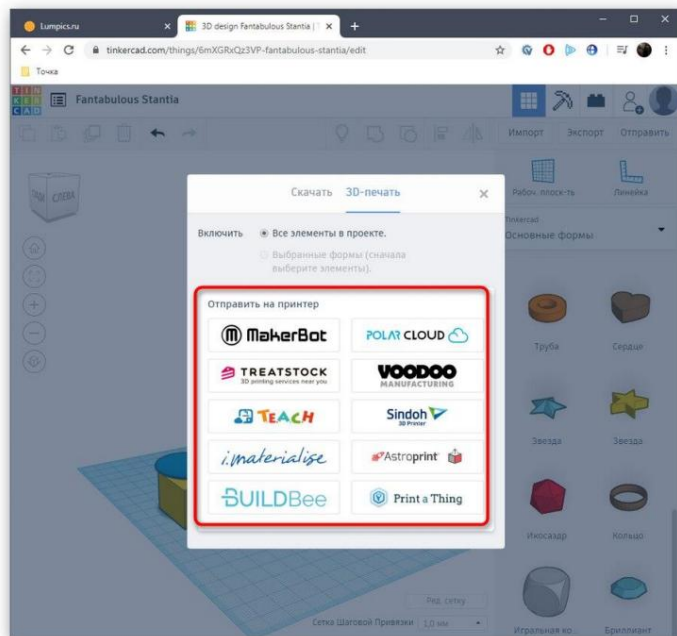 Lumpics.ru
3D design Fantabulous Stantia | T
tinkercad.com/things/6mXGRxQz3VP-fantabulous-stantia/edit
Точка
TIN
KER
CAD
Fantabulous Stantia
Импорт
Экспорт
Отправить
СЛЕВА
Рабоч. плоск-ть
Линейка
Tinkercad
Основные формы
Скачать
3D-печать
Включить
Все элементы в проекте.
Выбранные формы (сначала
выберите элементы).
Отправить на принтер
MakerBot
POLAR CLOUD
TREATSTOCK
3D printing services near you
VOODOO
MANUFACTURING
TEACH
Sindoh
3D Printer
i.materialise
Astroprint
BUILDBee
Print a Thing
Труба
Сердце
Звезда
Звезда
Икосаэдр
Кольцо
Игральная ко...
Бриллиант
Ред. сетку
Сетка Шаговой Привязки
1,0 мм